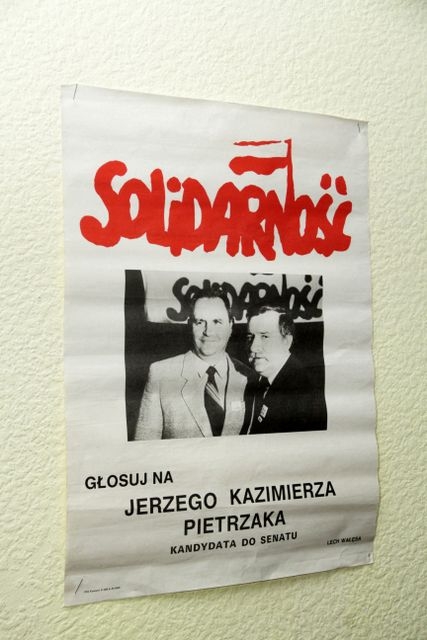 SOLIDARNOŚĆ
SOLIDARNOŚĆ
GŁOSUJ NA
JERZEGO KAZIMIERZA
PIETRZAKA
KANDYDATA DO SENATU
LECH WAŁĘSA